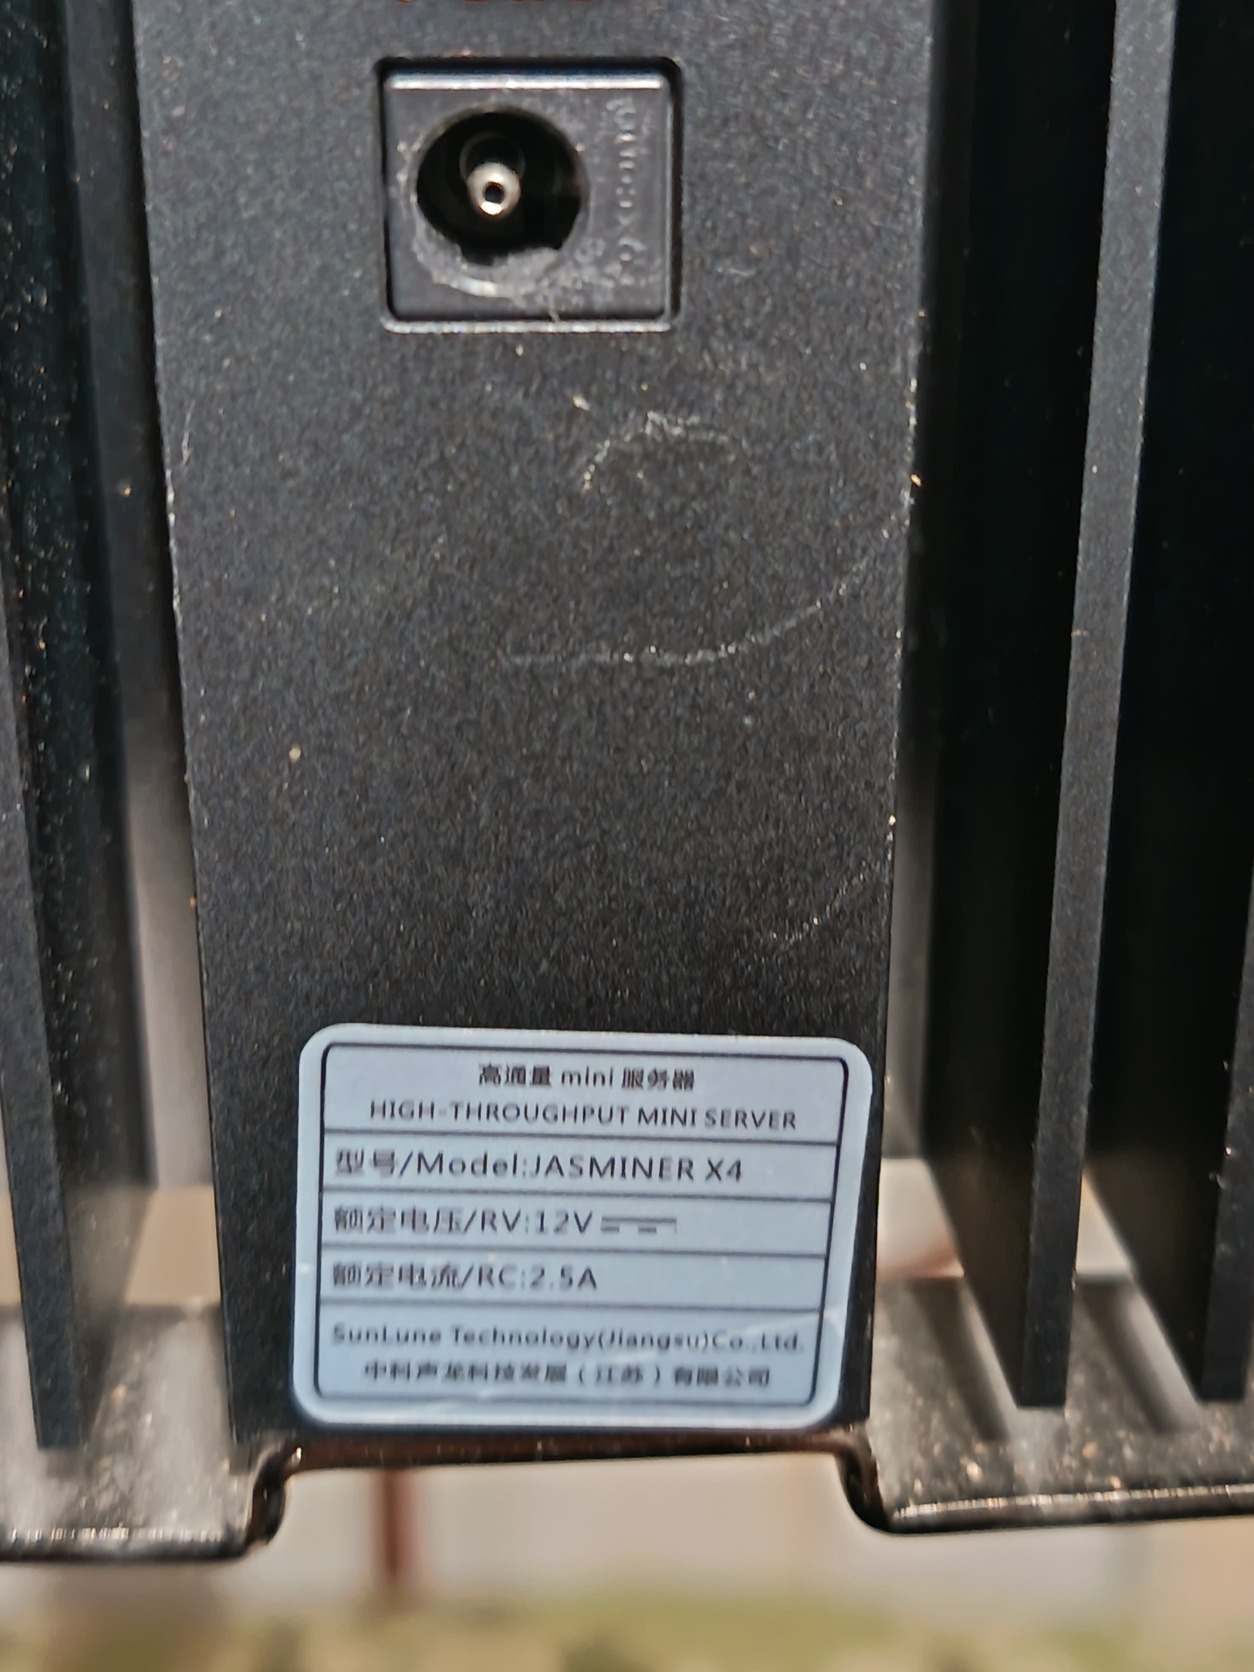 高通量 mini 服务器
HIGH-THROUGHPUT MINI SERVER
型号/Model:JASMINER X4
额定电压/RV:12V
额定电流/RC:2.5A
SunLune Technology(Jiangsu)Co.,Ltd.
中科声龙科技发展（江苏）有限公司